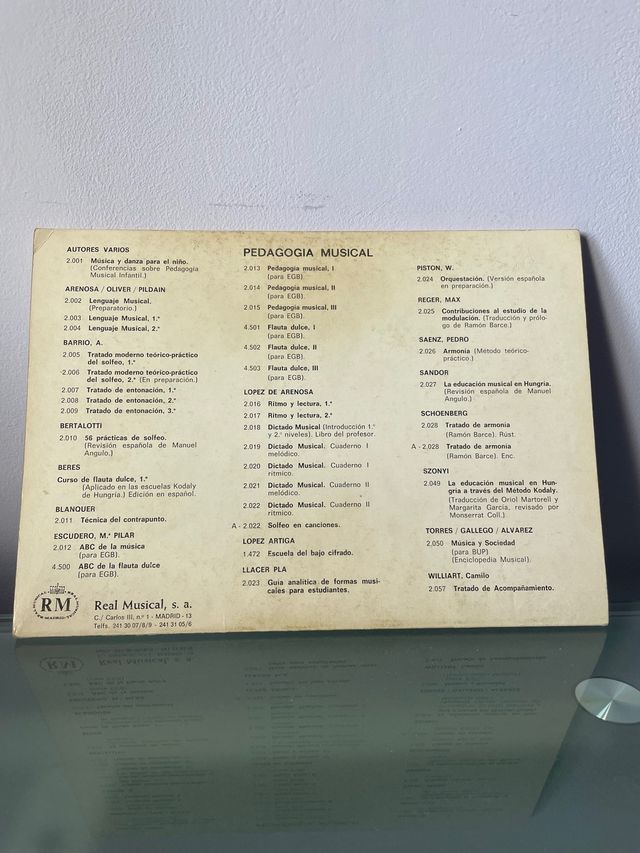 AUTORES VARIOS
2.001 Música y danza para el niño.
(Conferencias sobre Pedagogía
Musical Infantil.)
ARENOSA / OLIVER / PILDAIN
2.002 Lenguaje Musical.
(Preparatorio.)
2.003 Lenguaje Musical, 1.º
2.004 Lenguaje Musical, 2.º
BARRIO, A.
2.005 Tratado moderno teórico-práctico
del solfeo, 1.º
2.006 Tratado moderno teórico-práctico
del solfeo, 2.º (En preparación.)
2.007 Tratado de entonación, 1.º
2.008 Tratado de entonación, 2.º
2.009 Tratado de entonación, 3.º
BERTALOTTI
2.010 56 prácticas de solfeo.
(Revisión española de Manuel
Angulo.)
BERES
Curso de flauta dulce, 1.º
(Aplicado en las escuelas Kodaly
de Hungría.) Edición en español.
BLANQUER
2.011 Técnica del contrapunto.
ESCUDERO, M.ª PILAR
2.012 ABC de la música
(para EGB).
4.500 ABC de la flauta dulce
(para EGB).
RM
Real Musical, s. a.
C./ Carlos III, n.º 1 - MADRID - 13
Telfs. 241 30 07/8/9 - 241 31 05/6
PEDAGOGIA MUSICAL
2.013 Pedagogía musical, I
(para EGB).
2.014 Pedagogía musical, II
(para EGB).
2.015 Pedagogía musical, III
(para EGB).
4.501 Flauta dulce, I
(para EGB).
4.502 Flauta dulce, II
(para EGB).
4.503 Flauta dulce, III
(para EGB).
LOPEZ DE ARENOSA
2.016 Ritmo y lectura, 1.º
2.017 Ritmo y lectura, 2.º
2.018 Dictado Musical (Introducción 1.º
y 2.º niveles). Libro del profesor.
2.019 Dictado Musical. Cuaderno I
melódico.
2.020 Dictado Musical. Cuaderno I
rítmico.
2.021 Dictado Musical. Cuaderno II
melódico.
2.022 Dictado Musical. Cuaderno II
rítmico.
A - 2.022 Solfeo en canciones.
LOPEZ ARTIGA
1.472 Escuela del bajo cifrado.
LLACER PLA
2.023 Guía analítica de formas musi-
cales para estudiantes.
PISTON, W.
2.024 Orquestación. (Versión española
en preparación.)
REGER, MAX
2.025 Contribuciones al estudio de la
modulación. (Traducción y prólo-
go de Ramón Barce.)
SAENZ, PEDRO
2.026 Armonía (Método teórico-
práctico.)
SANDOR
2.027 La educación musical en Hungría.
(Revisión española de Manuel
Angulo.)
SCHOENBERG
2.028 Tratado de armonía
(Ramón Barce). Rúst.
A - 2.028 Tratado de armonía
(Ramón Barce). Enc.
SZONYI
2.049 La educación musical en Hun-
gría a través del Método Kodaly.
(Traducción de Oriol Martorell y
Margarita García, revisado por
Monserrat Coll.)
TORRES / GALLEGO / ALVAREZ
2.050 Música y Sociedad
(para BUP)
(Enciclopedia Musical).
WILLIART, Camilo
2.057 Tratado de Acompañamiento.